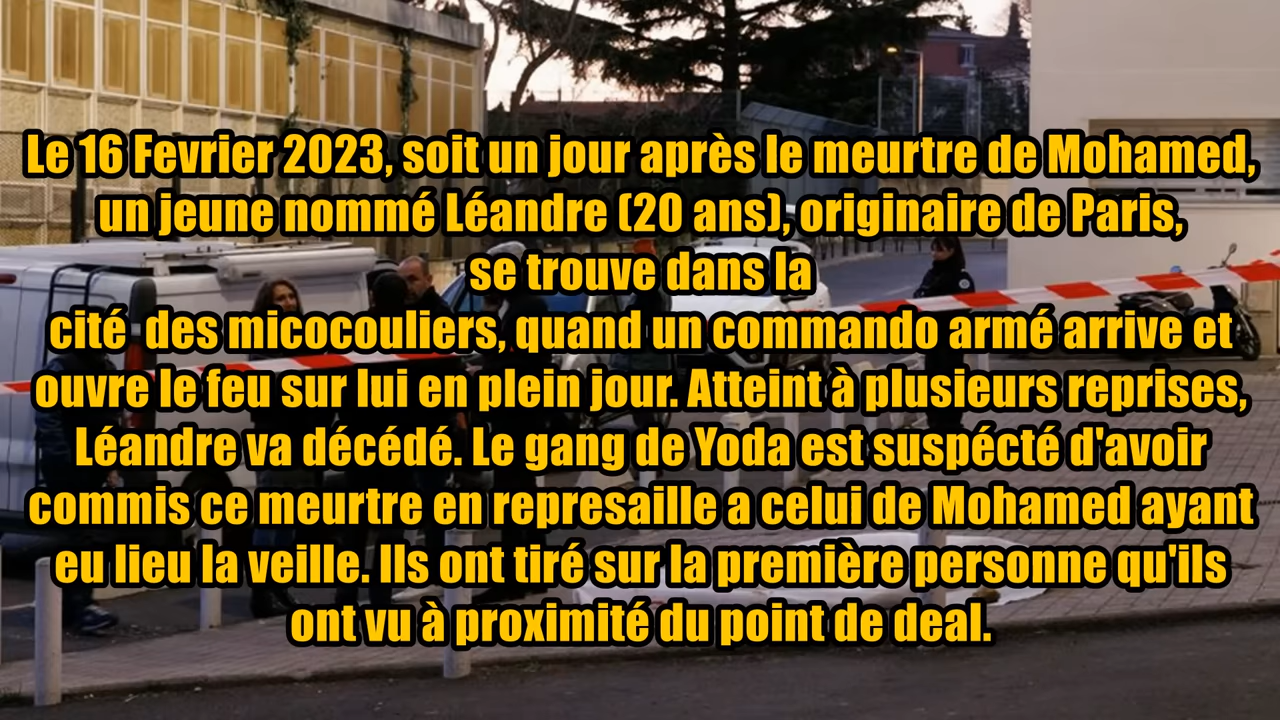 Le 16 Fevrier 2023, soit un jour après le meurtre de Mohamed,
un jeune nommé Léandre (20 ans), originaire de Paris,
se trouve dans la
cité  des micocouliers, quand un commando armé arrive et
ouvre le feu sur lui en plein jour. Atteint à plusieurs reprises,
Léandre va décédé. Le gang de Yoda est suspécté d'avoir
commis ce meurtre en represaille a celui de Mohamed ayant
eu lieu la veille. Ils ont tiré sur la première personne qu'ils
ont vu à proximité du point de deal.